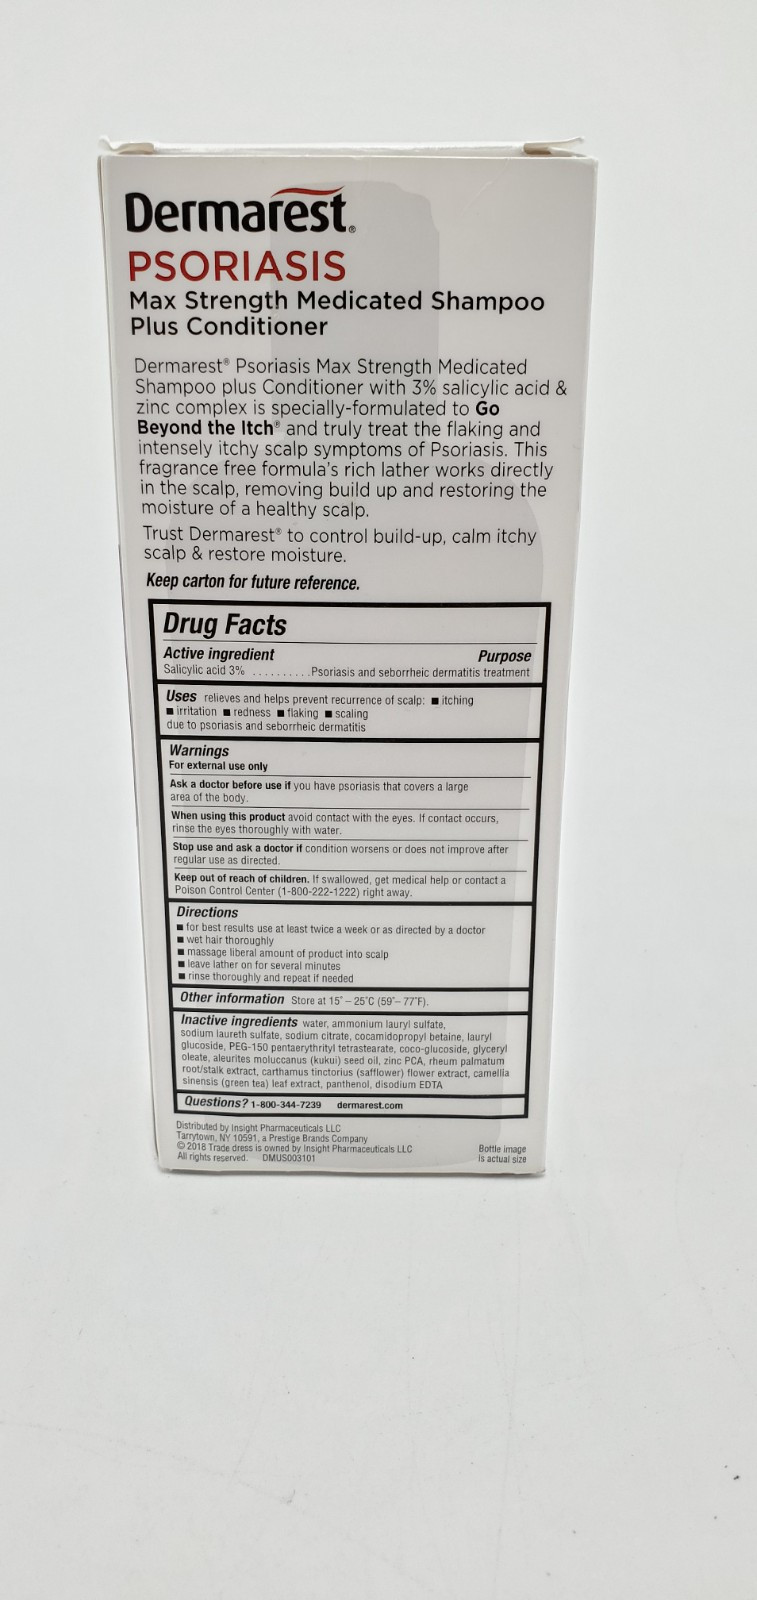 Dermarest®
PSORIASIS
Max Strength Medicated Shampoo
Plus Conditioner
Dermarest® Psoriasis Max Strength Medicated
Shampoo plus Conditioner with 3% salicylic acid &
zinc complex is specially-formulated to Go
Beyond the Itch® and truly treat the flaking and
intensely itchy scalp symptoms of Psoriasis. This
fragrance free formula's rich lather works directly
in the scalp, removing build up and restoring the
moisture of a healthy scalp.
Trust Dermarest® to control build-up, calm itchy
scalp & restore moisture.
Keep carton for future reference.
Drug Facts
Active ingredient Purpose
Salicylic acid 3% .......... Psoriasis and seborrheic dermatitis treatment
Uses relieves and helps prevent recurrence of scalp: ■ itching
■ irritation ■ redness ■ flaking ■ scaling
due to psoriasis and seborrheic dermatitis
Warnings
For external use only
Ask a doctor before use if you have psoriasis that covers a large
area of the body.
When using this product avoid contact with the eyes. If contact occurs,
rinse the eyes thoroughly with water.
Stop use and ask a doctor if condition worsens or does not improve after
regular use as directed.
Keep out of reach of children. If swallowed, get medical help or contact a
Poison Control Center (1-800-222-1222) right away.
Directions
■ for best results use at least twice a week or as directed by a doctor
■ wet hair thoroughly
■ massage liberal amount of product into scalp
■ leave lather on for several minutes
■ rinse thoroughly and repeat if needed
Other information Store at 15° – 25°C (59°– 77°F).
Inactive ingredients water, ammonium lauryl sulfate,
sodium laureth sulfate, sodium citrate, cocamidopropyl betaine, lauryl
glucoside, PEG-150 pentaerythrityl tetrastearate, coco-glucoside, glyceryl
oleate, aleurites moluccanus (kukui) seed oil, zinc PCA, rheum palmatum
root/stalk extract, carthamus tinctorius (safflower) flower extract, camellia
sinensis (green tea) leaf extract, panthenol, disodium EDTA
Questions? 1-800-344-7239 dermarest.com
Distributed by Insight Pharmaceuticals LLC
Tarrytown, NY 10591, a Prestige Brands Company
© 2018 Trade dress is owned by Insight Pharmaceuticals LLC
All rights reserved. DMUS003101
Bottle image
is actual size